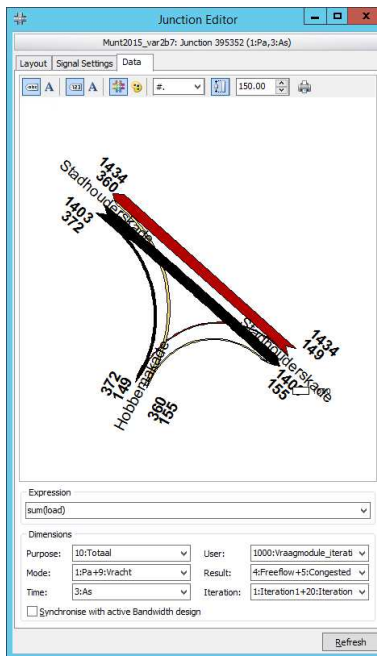 Junction Editor
Munt2015_var2b7: Junction 395352 (1:Pa,3:As)
Layout Signal Settings Data
abc A 123 A #. 150.00
1434
360
Stadhouderskade
1403
372
Stadhouderskade
1434
149
155
372
149
Hobbemakade
360
155
Expression
sum(load)
Dimensions
Purpose: 10:Totaal User: 1000:Vraagmodule_iterati
Mode: 1:Pa+9:Vracht Result: 4:Freeflow+5:Congested
Time: 3:As Iteration: 1:Iteration1+20:Iteration
Synchronise with active Bandwidth design
Refresh